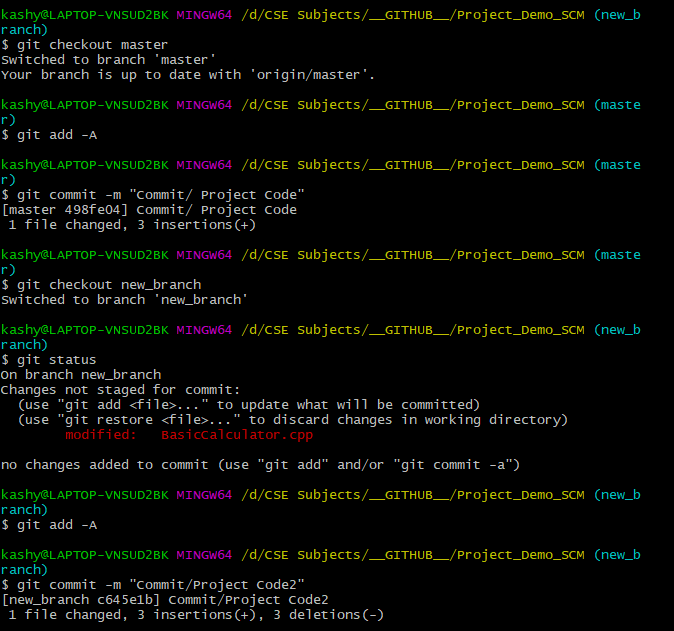 kashy@LAPTOP-VNSUD2BK MINGW64 /d/CSE Subjects/__GITHUB__/Project_Demo_SCM (new_b
ranch)
$ git checkout master
Switched to branch 'master'
Your branch is up to date with 'origin/master'.
kashy@LAPTOP-VNSUD2BK MINGW64 /d/CSE Subjects/__GITHUB__/Project_Demo_SCM (maste
r)
$ git add -A
kashy@LAPTOP-VNSUD2BK MINGW64 /d/CSE Subjects/__GITHUB__/Project_Demo_SCM (maste
r)
$ git commit -m "Commit/ Project Code"
[master 498fe04] Commit/ Project Code
 1 file changed, 3 insertions(+)
kashy@LAPTOP-VNSUD2BK MINGW64 /d/CSE Subjects/__GITHUB__/Project_Demo_SCM (maste
r)
$ git checkout new_branch
Switched to branch 'new_branch'
kashy@LAPTOP-VNSUD2BK MINGW64 /d/CSE Subjects/__GITHUB__/Project_Demo_SCM (new_b
ranch)
$ git status
On branch new_branch
Changes not staged for commit:
  (use "git add <file>..." to update what will be committed)
  (use "git restore <file>..." to discard changes in working directory)
        modified:   BasicCalculator.cpp
no changes added to commit (use "git add" and/or "git commit -a")
kashy@LAPTOP-VNSUD2BK MINGW64 /d/CSE Subjects/__GITHUB__/Project_Demo_SCM (new_b
ranch)
$ git add -A
kashy@LAPTOP-VNSUD2BK MINGW64 /d/CSE Subjects/__GITHUB__/Project_Demo_SCM (new_b
ranch)
$ git commit -m "Commit/Project Code2"
[new_branch c645e1b] Commit/Project Code2
 1 file changed, 3 insertions(+), 3 deletions(-)